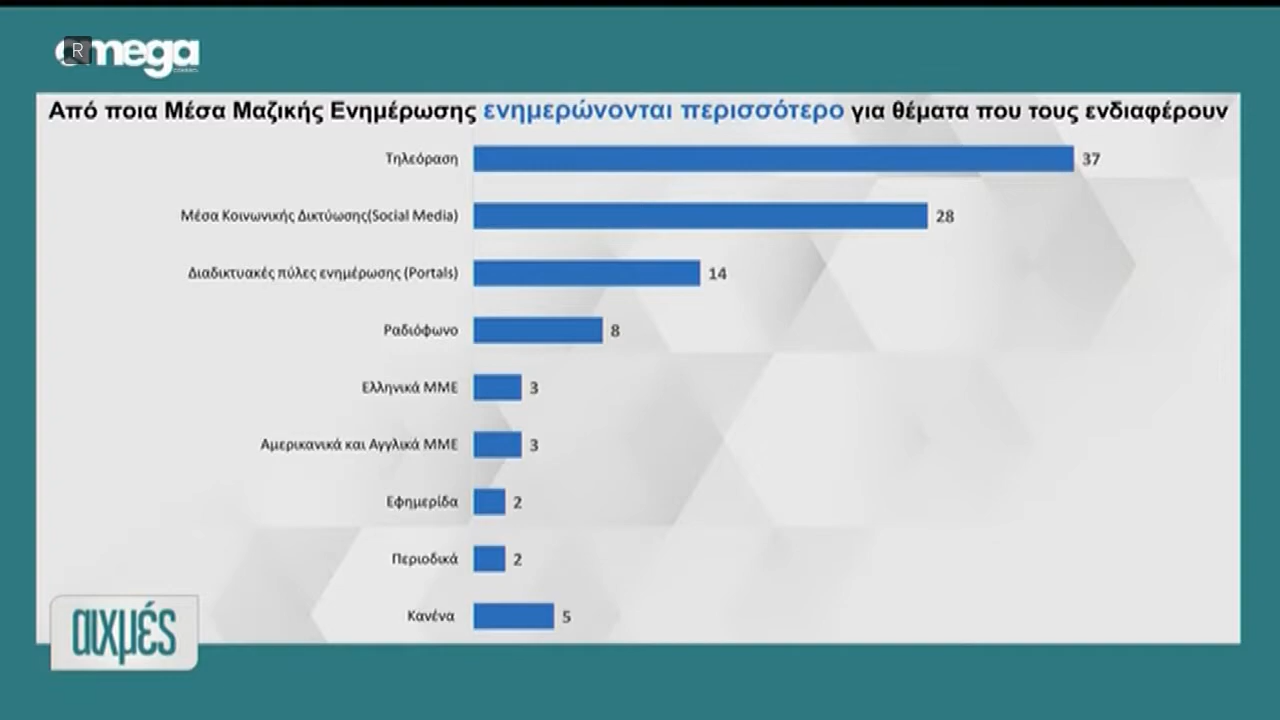 R
omega
Από ποια Μέσα Μαζικής Ενημέρωσης ενημερώνονται περισσότερο για θέματα που τους ενδιαφέρουν
Τηλεόραση 37
Μέσα Κοινωνικής Δικτύωσης(Social Media) 28
Διαδικτυακές πύλες ενημέρωσης (Portals) 14
Ραδιόφωνο 8
Ελληνικά ΜΜΕ 3
Αμερικανικά και Αγγλικά ΜΜΕ 3
Εφημερίδα 2
Περιοδικά 2
Κανένα 5
αιχμές